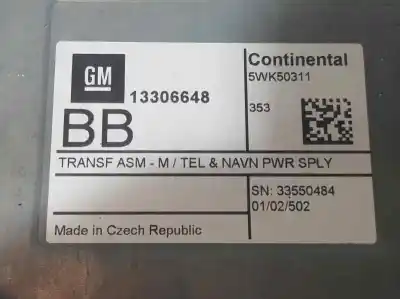 GM
13306648
BB
TRANSF ASM - M / TEL & NAVN PWR SPLY
Made in Czech Republic
Continental
5WK50311
353
SN: 33550484
01/02/502